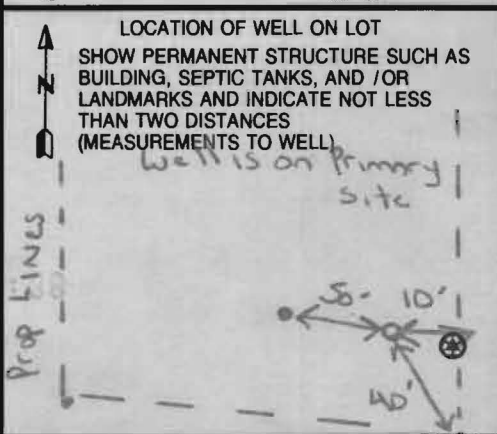 LOCATION OF WELL ON LOT
N
SHOW PERMANENT STRUCTURE SUCH AS
BUILDING, SEPTIC TANKS, AND /OR
LANDMARKS AND INDICATE NOT LESS
THAN TWO DISTANCES
(MEASUREMENTS TO WELL)
Well is on Primary
Site
Prop Lines
50-
10'
40'